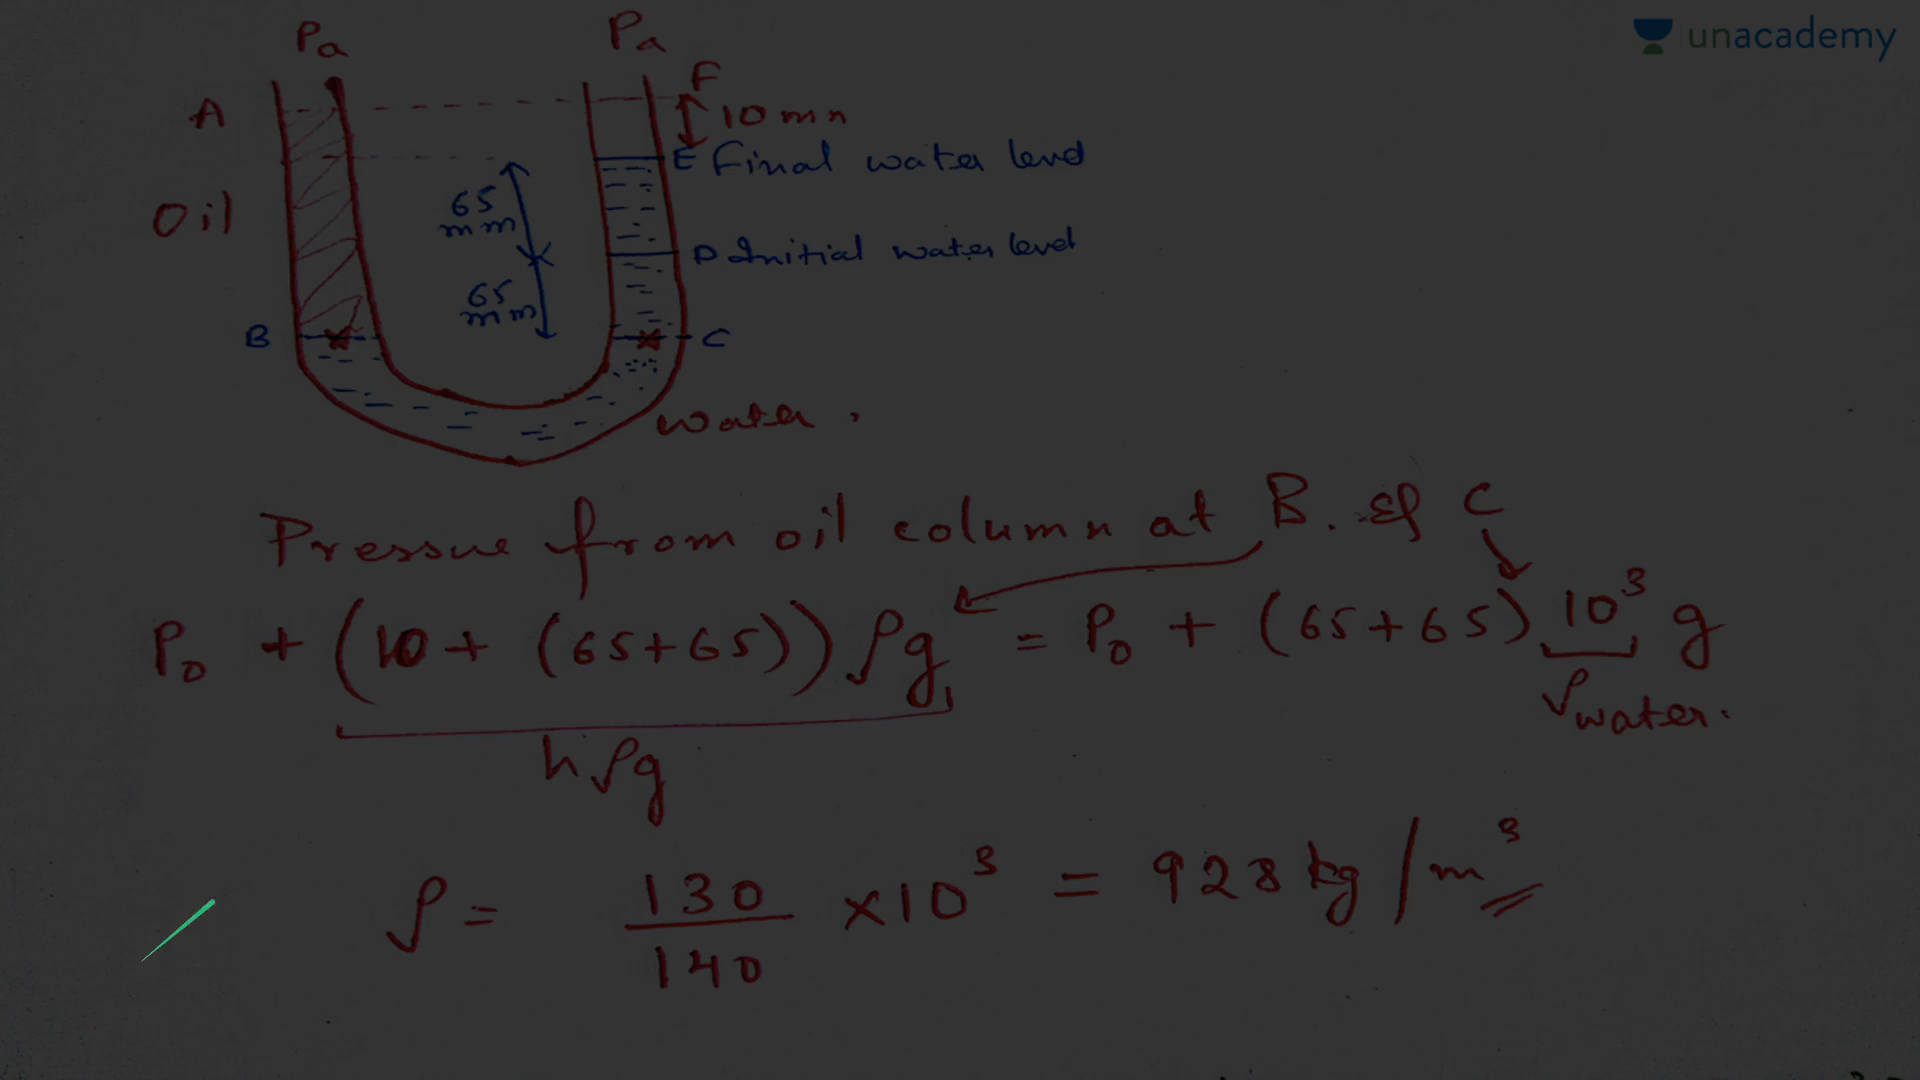 Pa Pa
unacademy
A F
10 mm
E Final water level
65
mm
Oil
D Initial water level
65
mm
B C
water.
Pressure from oil column at B. of C
P₀ + (10 + (65+65)) ρg = P₀ + (65+65) 10³ g
hρg
ρwater.
ρ = 130/140 ×10³ = 928 kg/m³